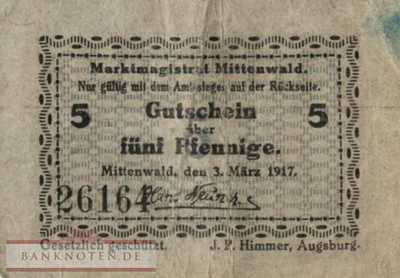 Marktmagistrat Mittenwald.
Nur gültig mit dem Amtssiegel auf der Rückseite.
5 Gutschein 5
über
fünf Pfennige.
Mittenwald, den 3. März 1917.
26164
Gesetzlich geschützt. J. P. Himmer, Augsburg.
BANKNOTEN.DE